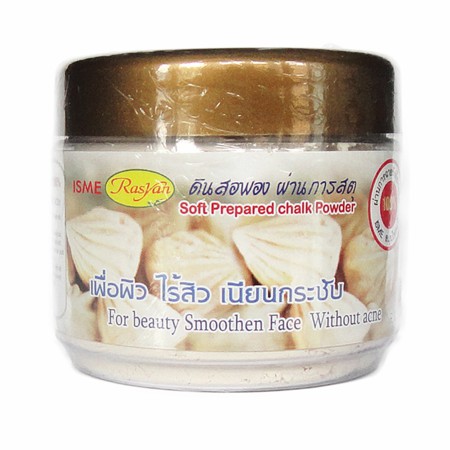 ISME Rasyan
ดินสอพอง ผ่านการสตุ
Soft Prepared chalk Powder
เพื่อผิว ไร้สิว เนียนกระชับ
For beauty Smoothen Face Without acne